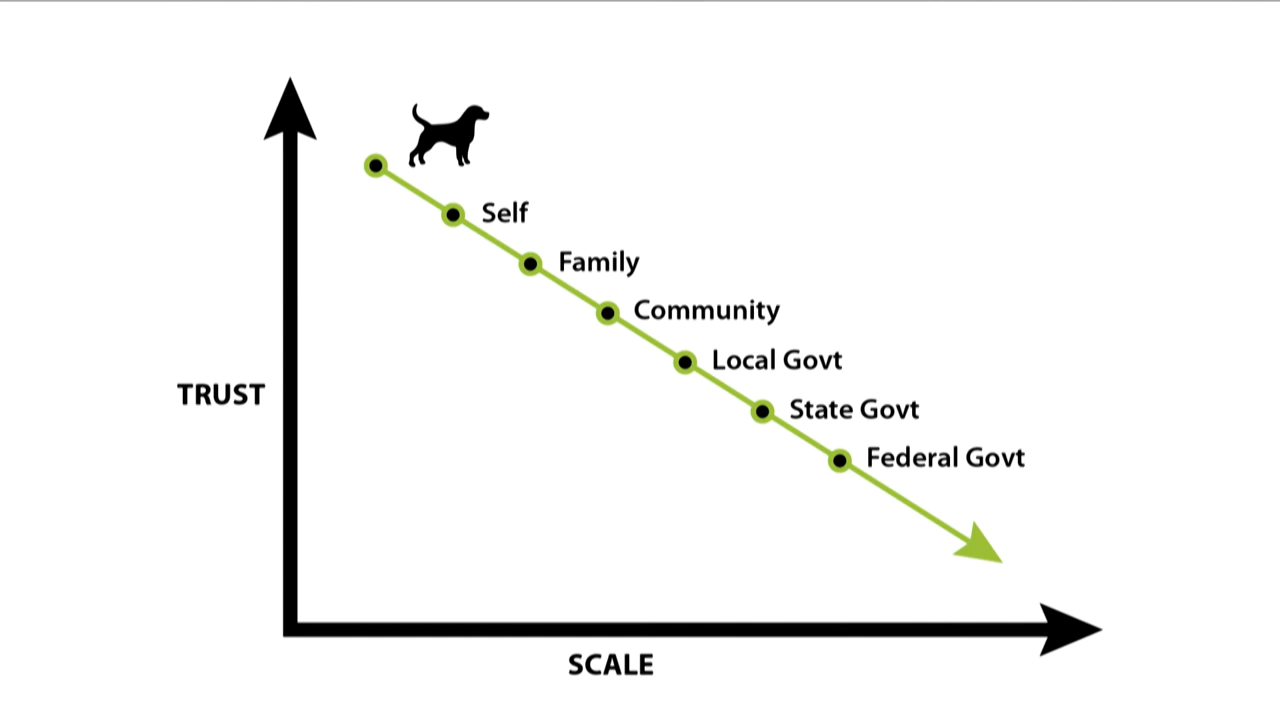 Self
Family
Community
Local Govt
TRUST
State Govt
Federal Govt
SCALE